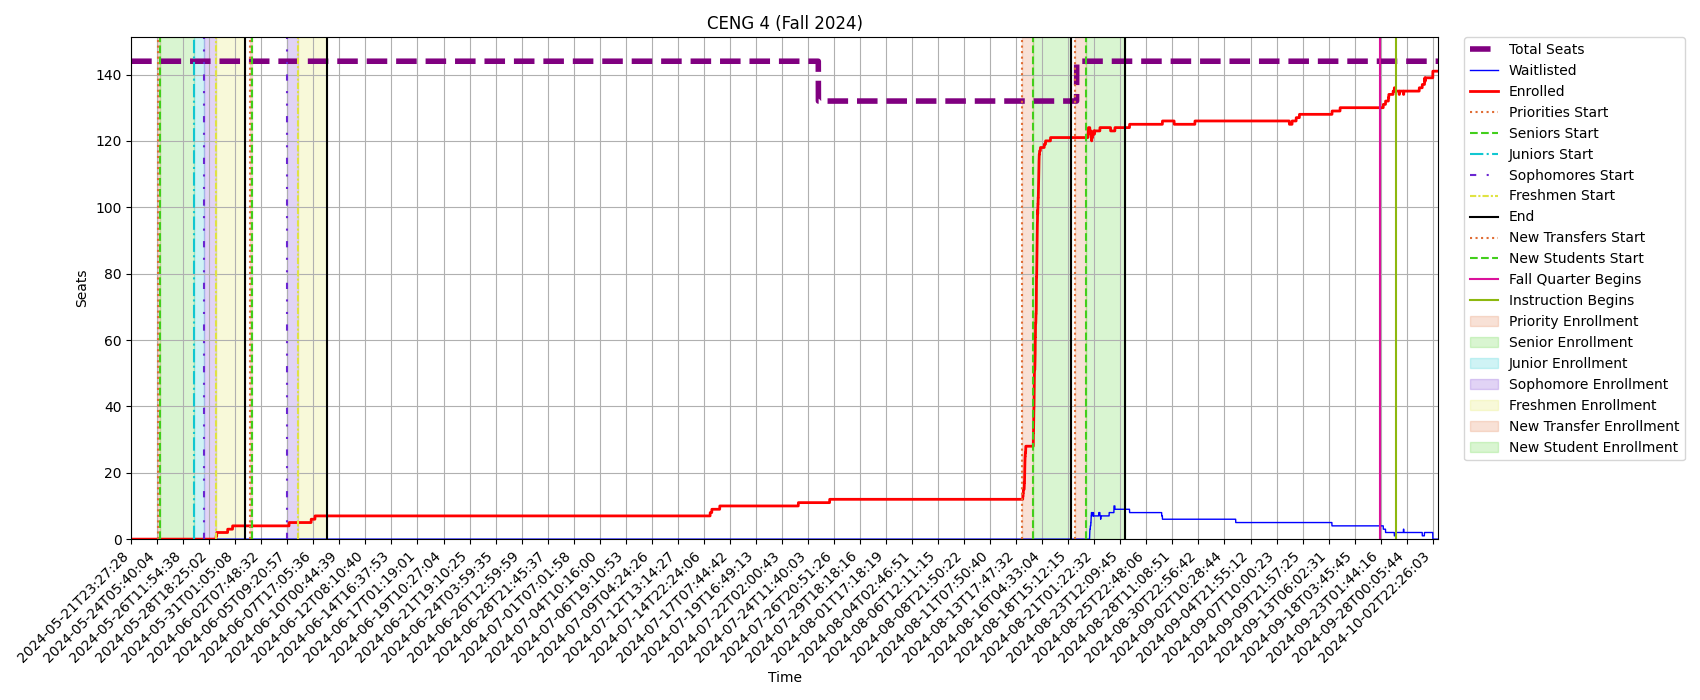 CENG 4 (Fall 2024)
Seats
140
120
100
80
60
40
20
0
2024-05-21T23:27:28
2024-05-24T05:40:04
2024-05-26T11:54:38
2024-05-28T18:25:02
2024-05-31T01:05:08
2024-06-02T07:48:32
2024-06-05T09:20:57
2024-06-07T17:05:36
2024-06-10T00:44:39
2024-06-12T08:10:40
2024-06-14T16:37:53
2024-06-17T01:19:01
2024-06-19T10:27:04
2024-06-21T19:10:25
2024-06-24T03:59:35
2024-06-26T12:59:59
2024-06-28T21:45:37
2024-07-01T07:01:58
2024-07-04T10:16:00
2024-07-06T19:10:53
2024-07-09T04:24:26
2024-07-12T13:14:27
2024-07-14T22:24:06
2024-07-17T07:44:42
2024-07-19T16:49:13
2024-07-22T02:00:43
2024-07-24T11:40:03
2024-07-26T20:51:26
2024-07-29T18:18:16
2024-08-01T17:18:19
2024-08-04T02:46:51
2024-08-06T12:11:15
2024-08-08T21:50:22
2024-08-11T07:50:40
2024-08-13T17:47:32
2024-08-16T04:33:04
2024-08-18T15:12:15
2024-08-21T01:22:32
2024-08-23T12:09:45
2024-08-25T22:48:06
2024-08-28T11:08:51
2024-08-30T22:56:42
2024-09-02T10:28:44
2024-09-04T21:55:12
2024-09-07T10:00:23
2024-09-09T21:57:25
2024-09-13T06:02:31
2024-09-18T03:45:45
2024-09-23T01:44:16
2024-09-28T00:05:44
2024-10-02T22:26:03
Time
Total Seats
Waitlisted
Enrolled
Priorities Start
Seniors Start
Juniors Start
Sophomores Start
Freshmen Start
End
New Transfers Start
New Students Start
Fall Quarter Begins
Instruction Begins
Priority Enrollment
Senior Enrollment
Junior Enrollment
Sophomore Enrollment
Freshmen Enrollment
New Transfer Enrollment
New Student Enrollment